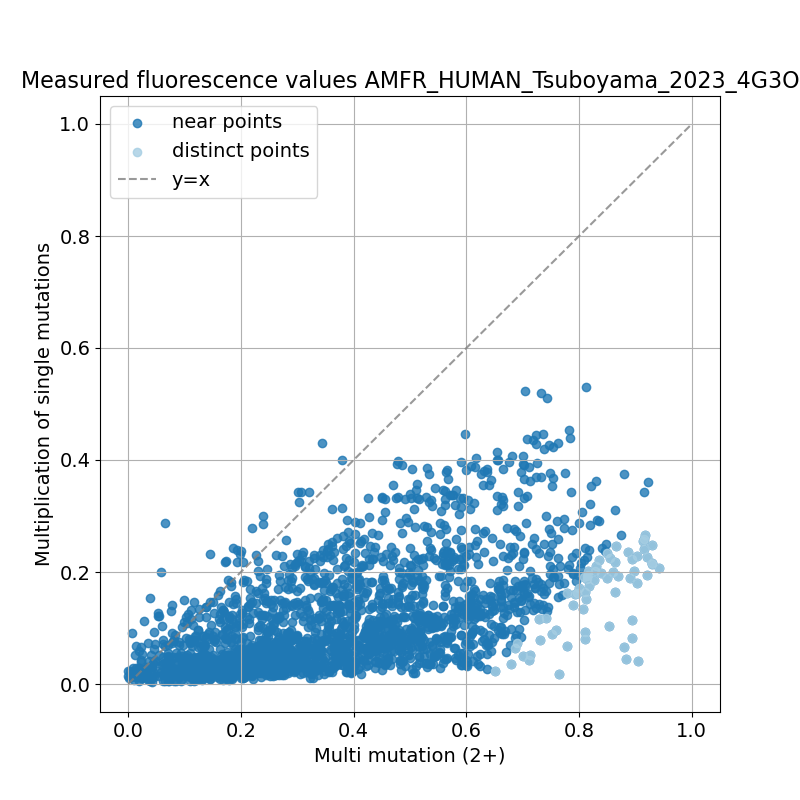 Measured fluorescence values AMFR_HUMAN_Tsuboyama_2023_4G3O
near points
distinct points
y=x
1.0
0.8
0.6
0.4
0.2
0.0
Multiplication of single mutations
0.0 0.2 0.4 0.6 0.8 1.0
Multi mutation (2+)